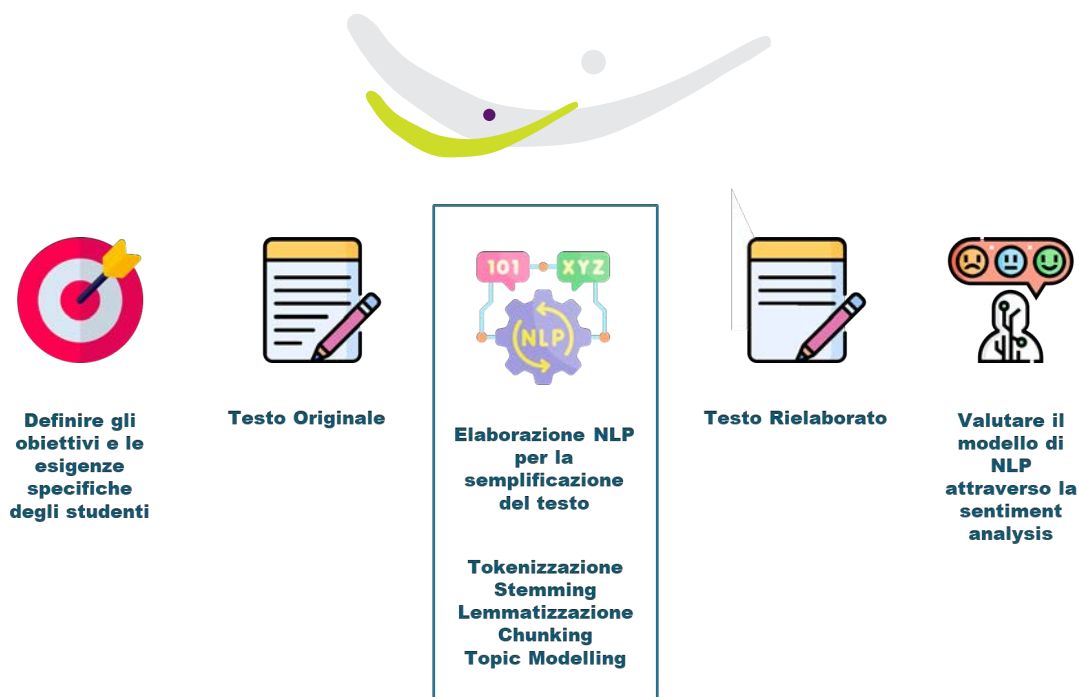 Definire gli
obiettivi e le
esigenze
specifiche
degli studenti
Testo Originale
101
XYZ
NLP
Elaborazione NLP
per la
semplificazione
del testo
Tokenizzazione
Stemming
Lemmatizzazione
Chunking
Topic Modelling
Testo Rielaborato
Valutare il
modello di
NLP
attraverso la
sentiment
analysis